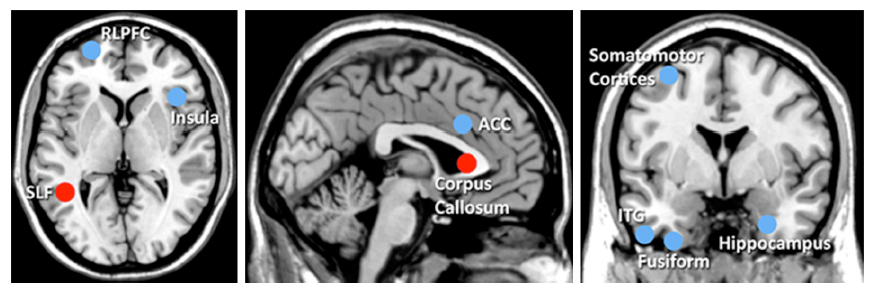 RLPFC
Insula
SLF
ACC
Corpus
Callosum
Somatomotor
Cortices
ITG
Hippocampus
Fusiform